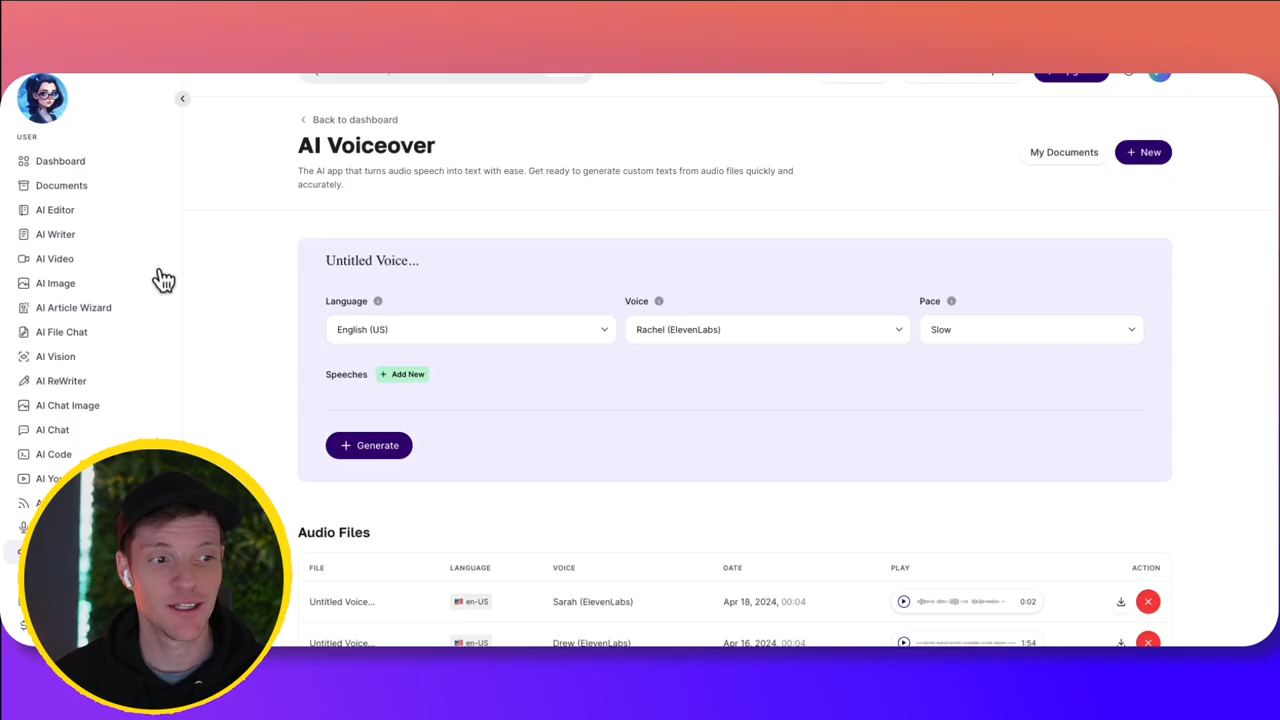 USER
Dashboard
Documents
AI Editor
AI Writer
AI Video
AI Image
AI Article Wizard
AI File Chat
AI Vision
AI ReWriter
AI Chat Image
AI Chat
AI Code
Back to dashboard
AI Voiceover
The AI app that turns audio speech into text with ease. Get ready to generate custom texts from audio files quickly and
accurately.
My Documents
+ New
Untitled Voice...
Language
Voice
Pace
English (US)
Rachel (ElevenLabs)
Slow
Speeches
+ Add New
+ Generate
Audio Files
FILE LANGUAGE VOICE DATE PLAY ACTION
Untitled Voice... en-US Sarah (ElevenLabs) Apr 18, 2024, 00:04 0:02
Untitled Voice... en-US Drew (ElevenLabs) Apr 16, 2024, 00:04 1:54